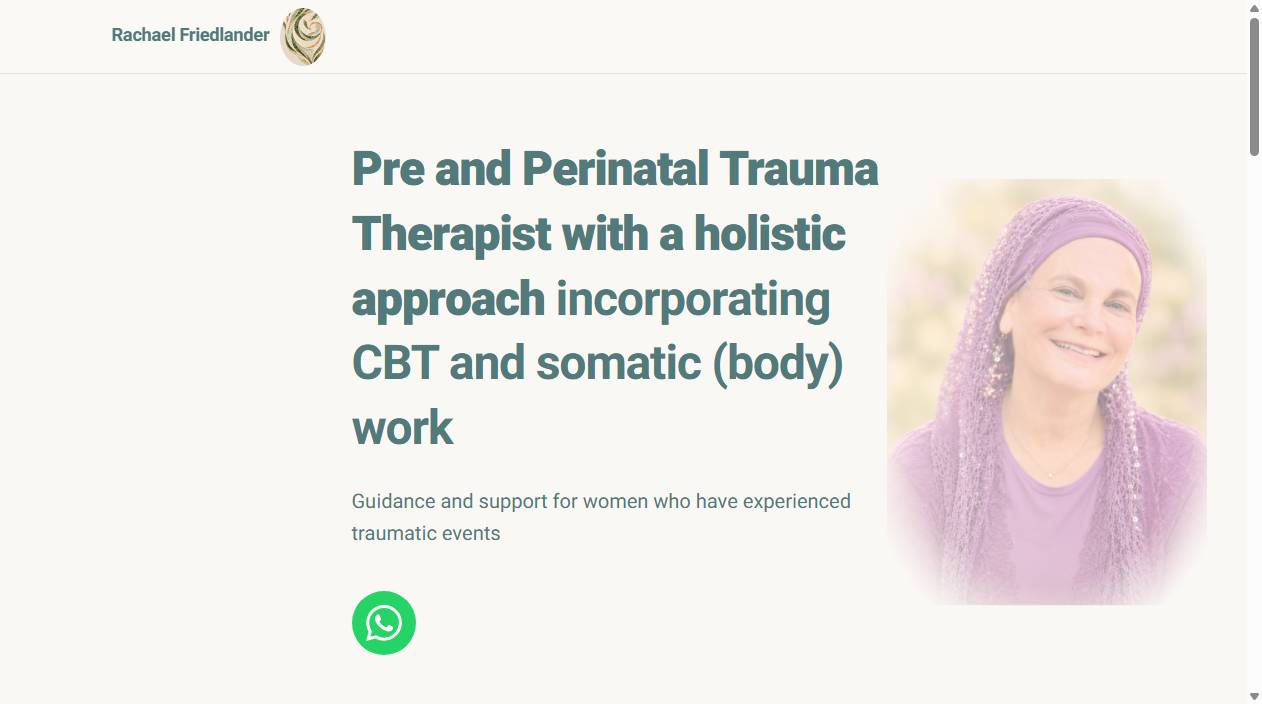 Rachael Friedlander
Pre and Perinatal Trauma
Therapist with a holistic
approach incorporating
CBT and somatic (body)
work
Guidance and support for women who have experienced
traumatic events